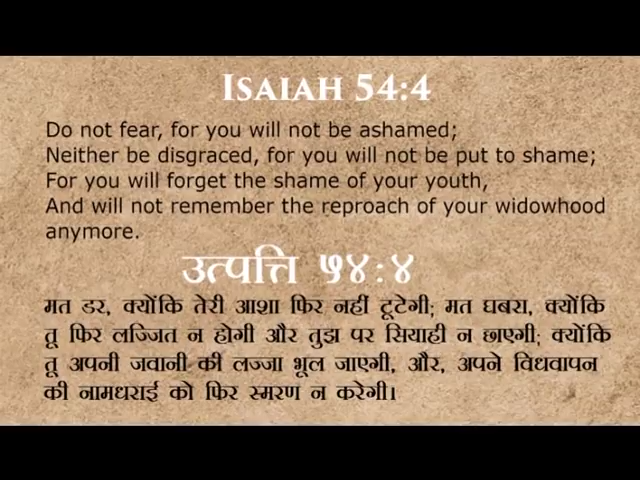 Isaiah 54:4
Do not fear, for you will not be ashamed;
Neither be disgraced, for you will not be put to shame;
For you will forget the shame of your youth,
And will not remember the reproach of your widowhood
anymore.
उत्पत्ति ५४:४
मत डर, क्योंकि तेरी आशा फिर नहीं टूटेगी; मत घबरा, क्योंकि
तू फिर लज्जित न होगी और तुझ पर सियाही न छाएगी; क्योंकि
तू अपनी जवानी की लज्जा भूल जाएगी, और, अपने विधवापन
की नामधराई को फिर स्मरण न करेगी।